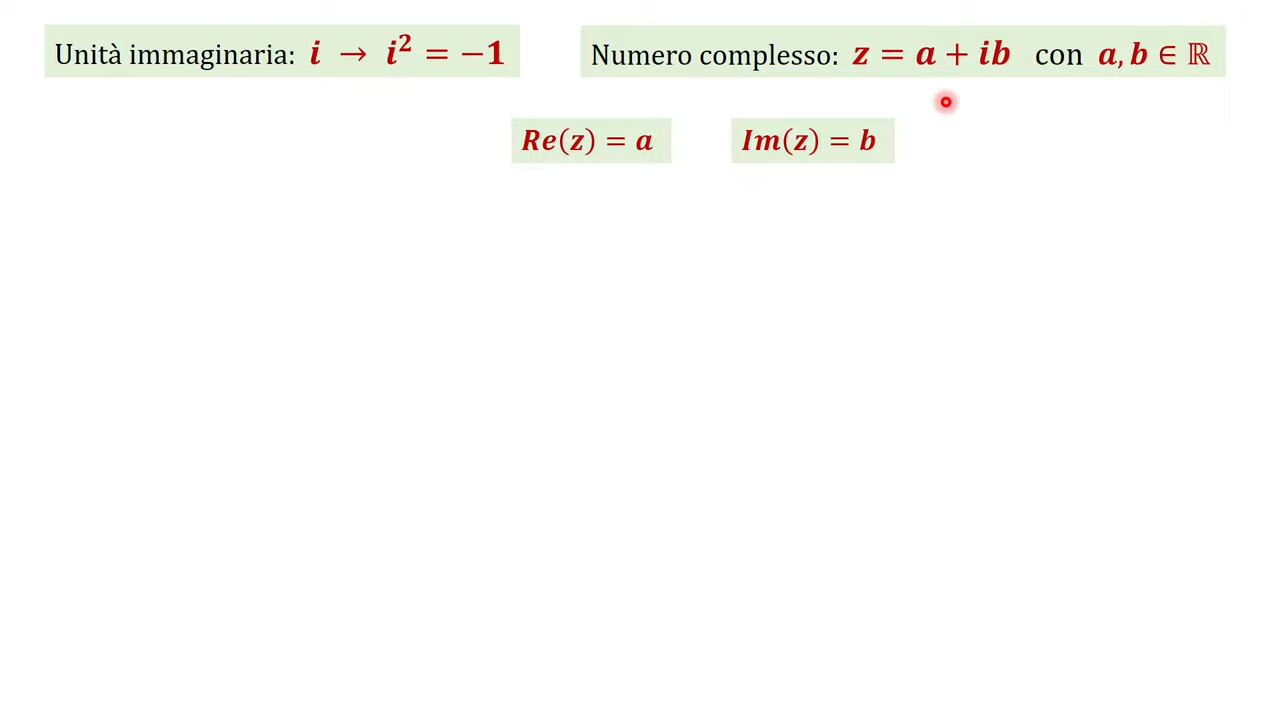 Unità immaginaria: i → i² = −1
Numero complesso: z = a + ib con a, b ∈ ℝ
Re(z) = a
Im(z) = b